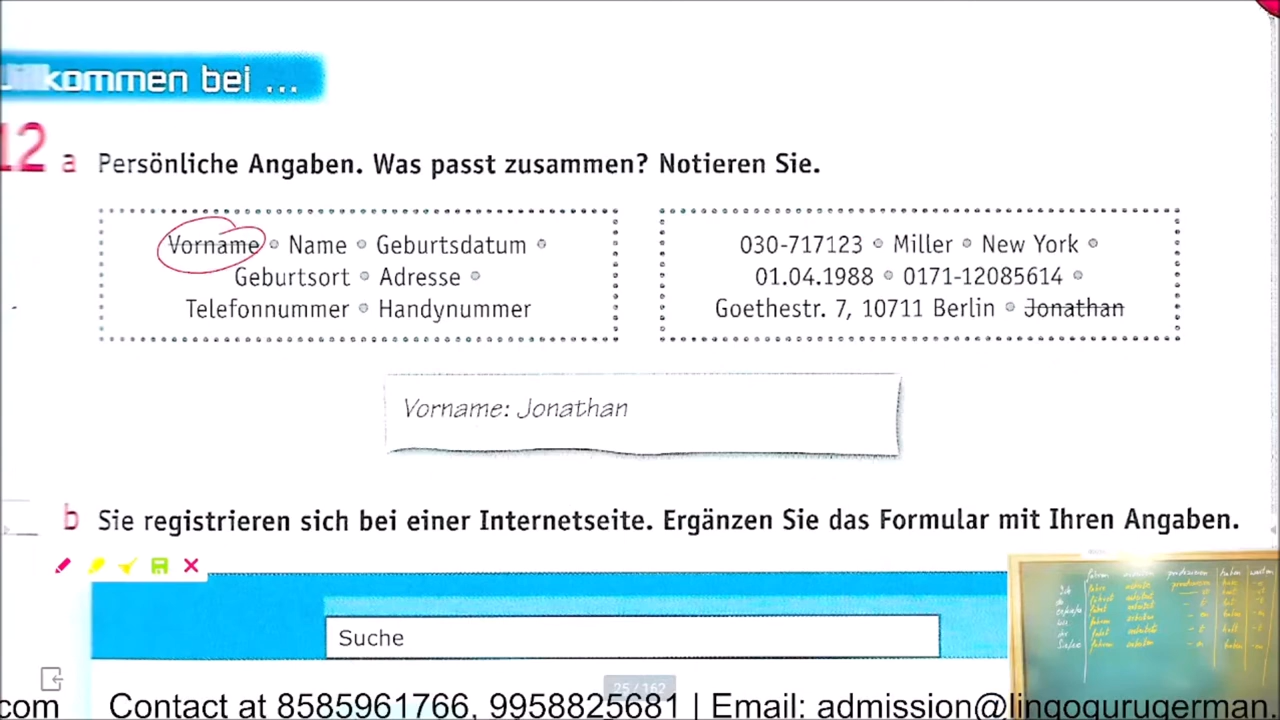 kommen bei ...
12 a Persönliche Angaben. Was passt zusammen? Notieren Sie.
Vorname • Name • Geburtsdatum •
Geburtsort • Adresse •
Telefonnummer • Handynummer
030-717123 • Miller • New York •
01.04.1988 • 0171-12085614 •
Goethestr. 7, 10711 Berlin • Jonathan
Vorname: Jonathan
b Sie registrieren sich bei einer Internetseite. Ergänzen Sie das Formular mit Ihren Angaben.
Suche
25 / 162
com Contact at 8585961766, 9958825681 | Email: admission@lingogurugerman.